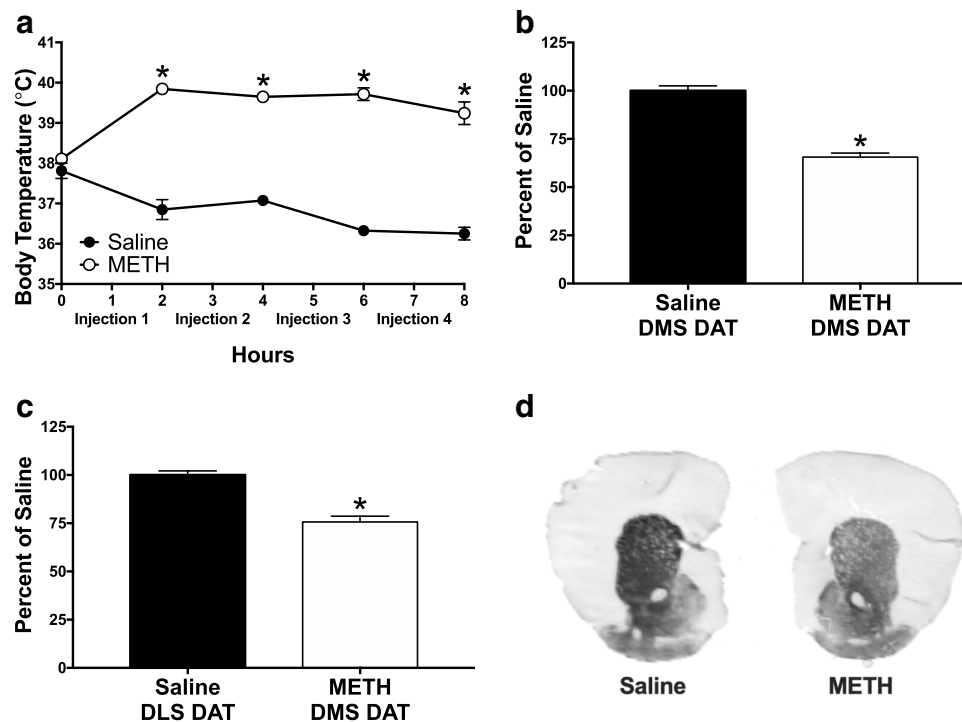 a
41
40
39
38
37
36
35
Body Temperature (°C)
* * * *
Saline
METH
0 1 2 3 4 5 6 7 8
Injection 1 Injection 2 Injection 3 Injection 4
Hours
b
125
100
75
50
25
0
Percent of Saline
*
Saline METH
DMS DAT DMS DAT
c
125
100
75
50
25
0
Percent of Saline
*
Saline METH
DLS DAT DMS DAT
d
Saline METH